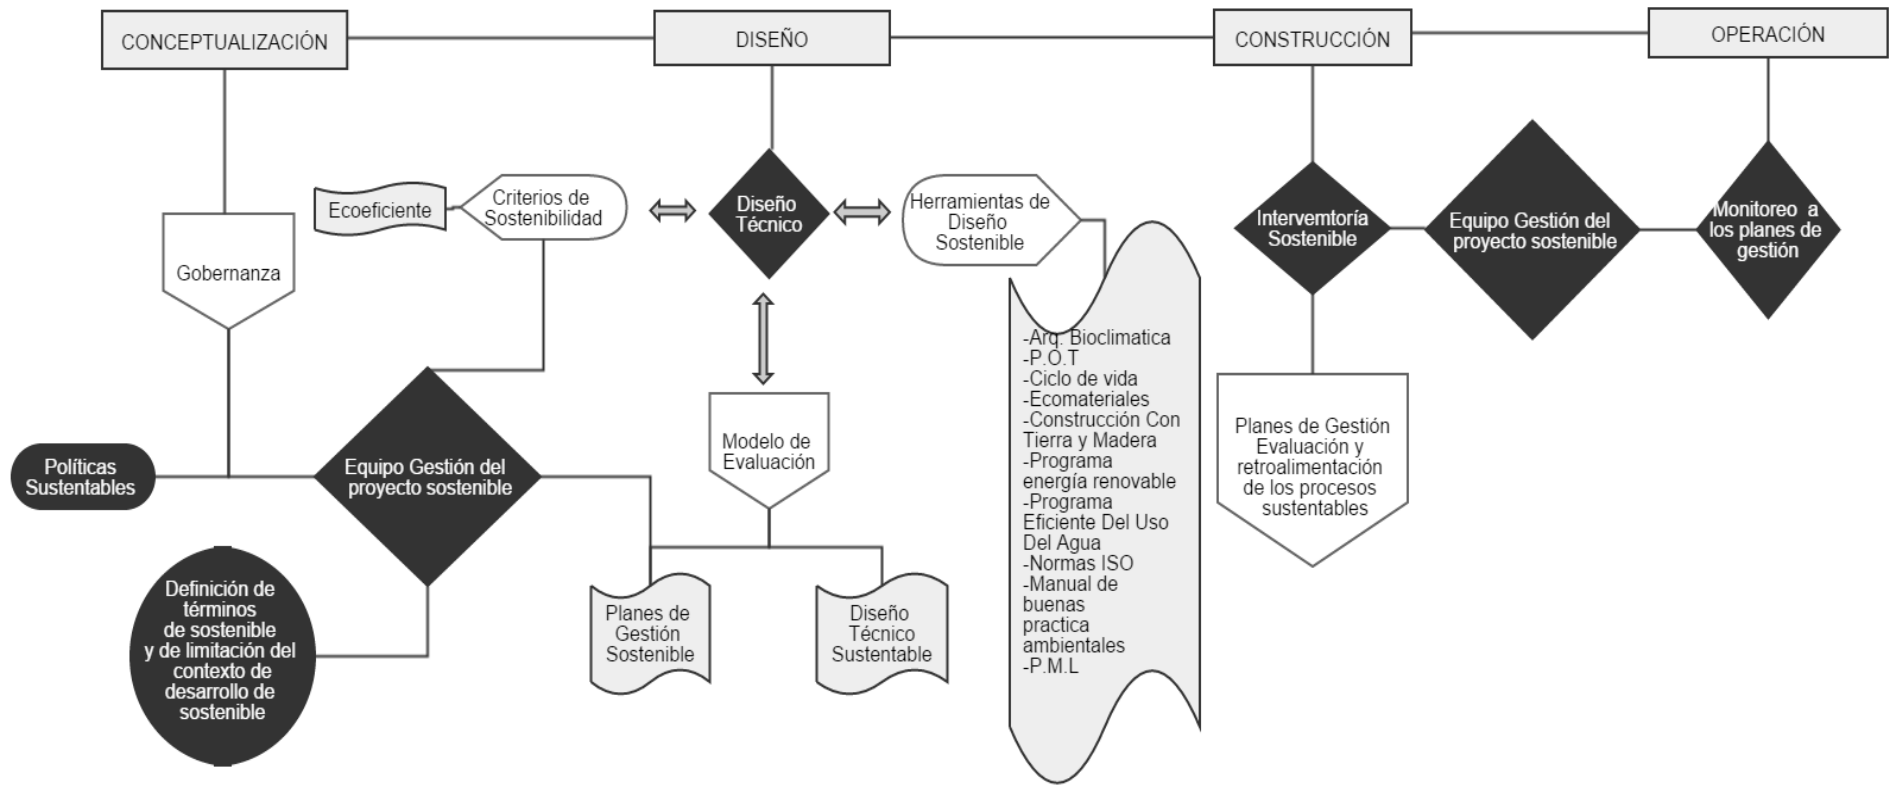 CONCEPTUALIZACIÓN
DISEÑO
CONSTRUCCIÓN
OPERACIÓN
Gobernanza
Ecoeficiente
Criterios de
Sostenibilidad
Diseño
Técnico
Herramientas de
Diseño
Sostenible
Intervemtoría
Sostenible
Equipo Gestión del
proyecto sostenible
Monitoreo a
los planes de
gestión
-Arq. Bioclimatica
-P.O.T
-Ciclo de vida
-Ecomateriales
-Construcción Con
Tierra y Madera
-Programa
energía renovable
-Programa
Eficiente Del Uso
Del Agua
-Normas ISO
-Manual de
buenas
practica
ambientales
-P.M.L
Políticas
Sustentables
Equipo Gestión del
proyecto sostenible
Modelo de
Evaluación
Planes de Gestión
Evaluación y
retroalimentación
de los procesos
sustentables
Definición de
términos
de sostenible
y de limitación del
contexto de
desarrollo de
sostenible
Planes de
Gestión
Sostenible
Diseño
Técnico
Sustentable